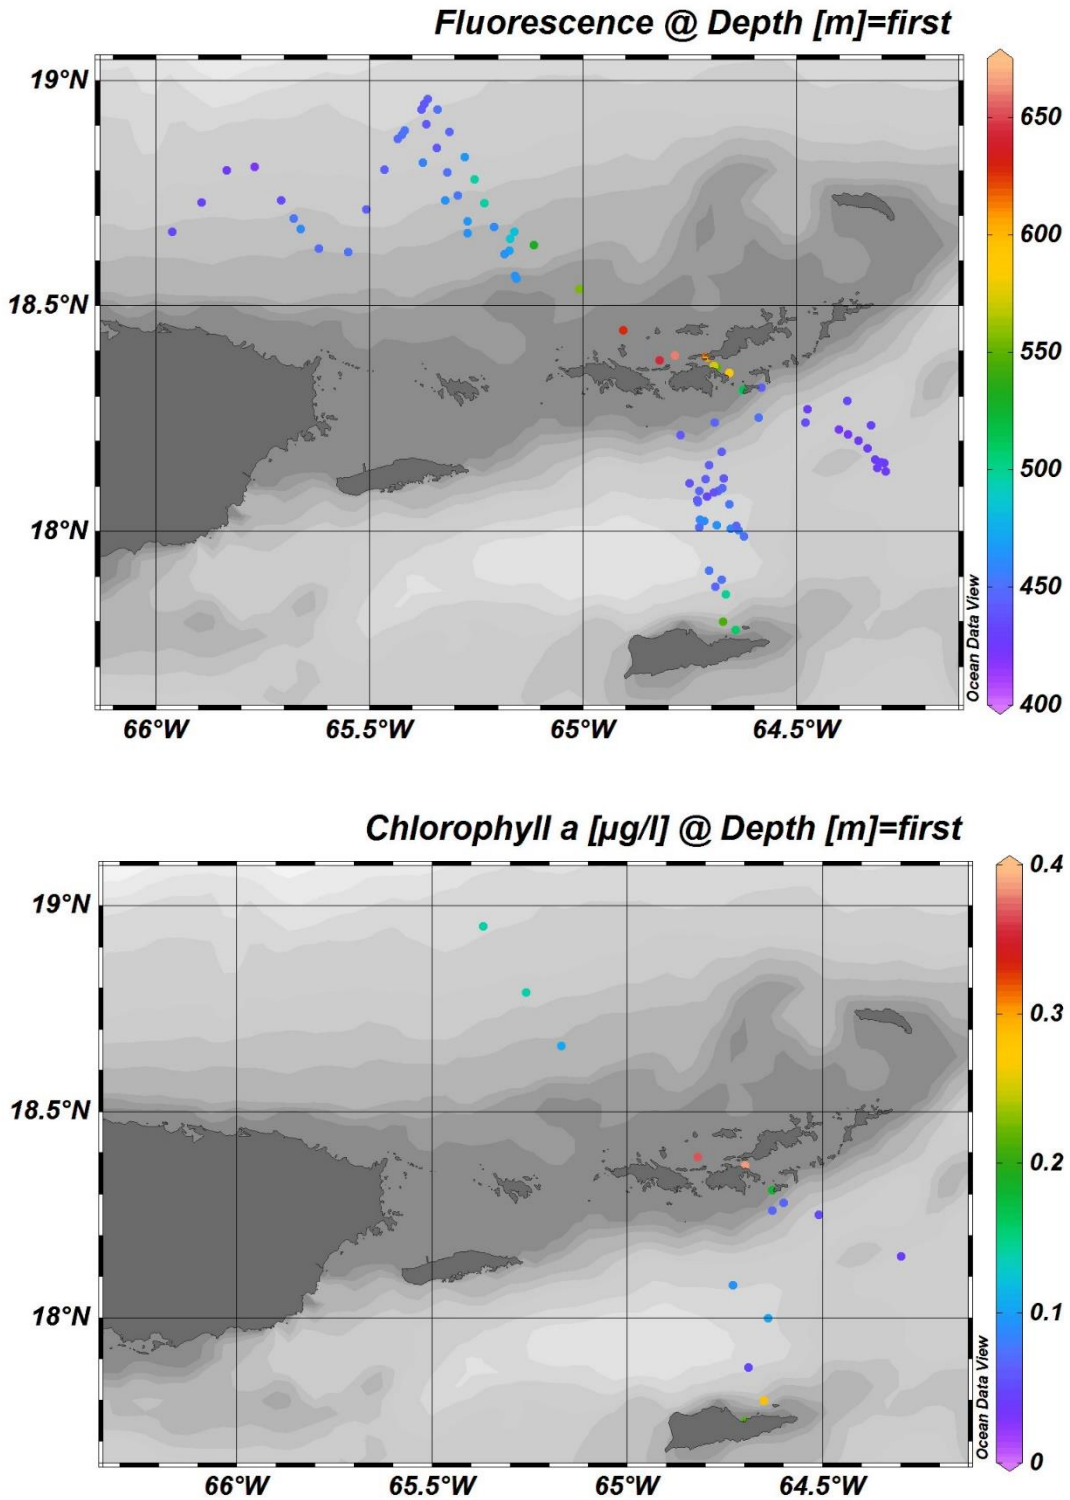 Fluorescence @ Depth [m]=first
19°N
18.5°N
18°N
66°W
65.5°W
65°W
64.5°W
Ocean Data View
650
600
550
500
450
400
Chlorophyll a [µg/l] @ Depth [m]=first
19°N
18.5°N
18°N
66°W
65.5°W
65°W
64.5°W
Ocean Data View
0.4
0.3
0.2
0.1
0